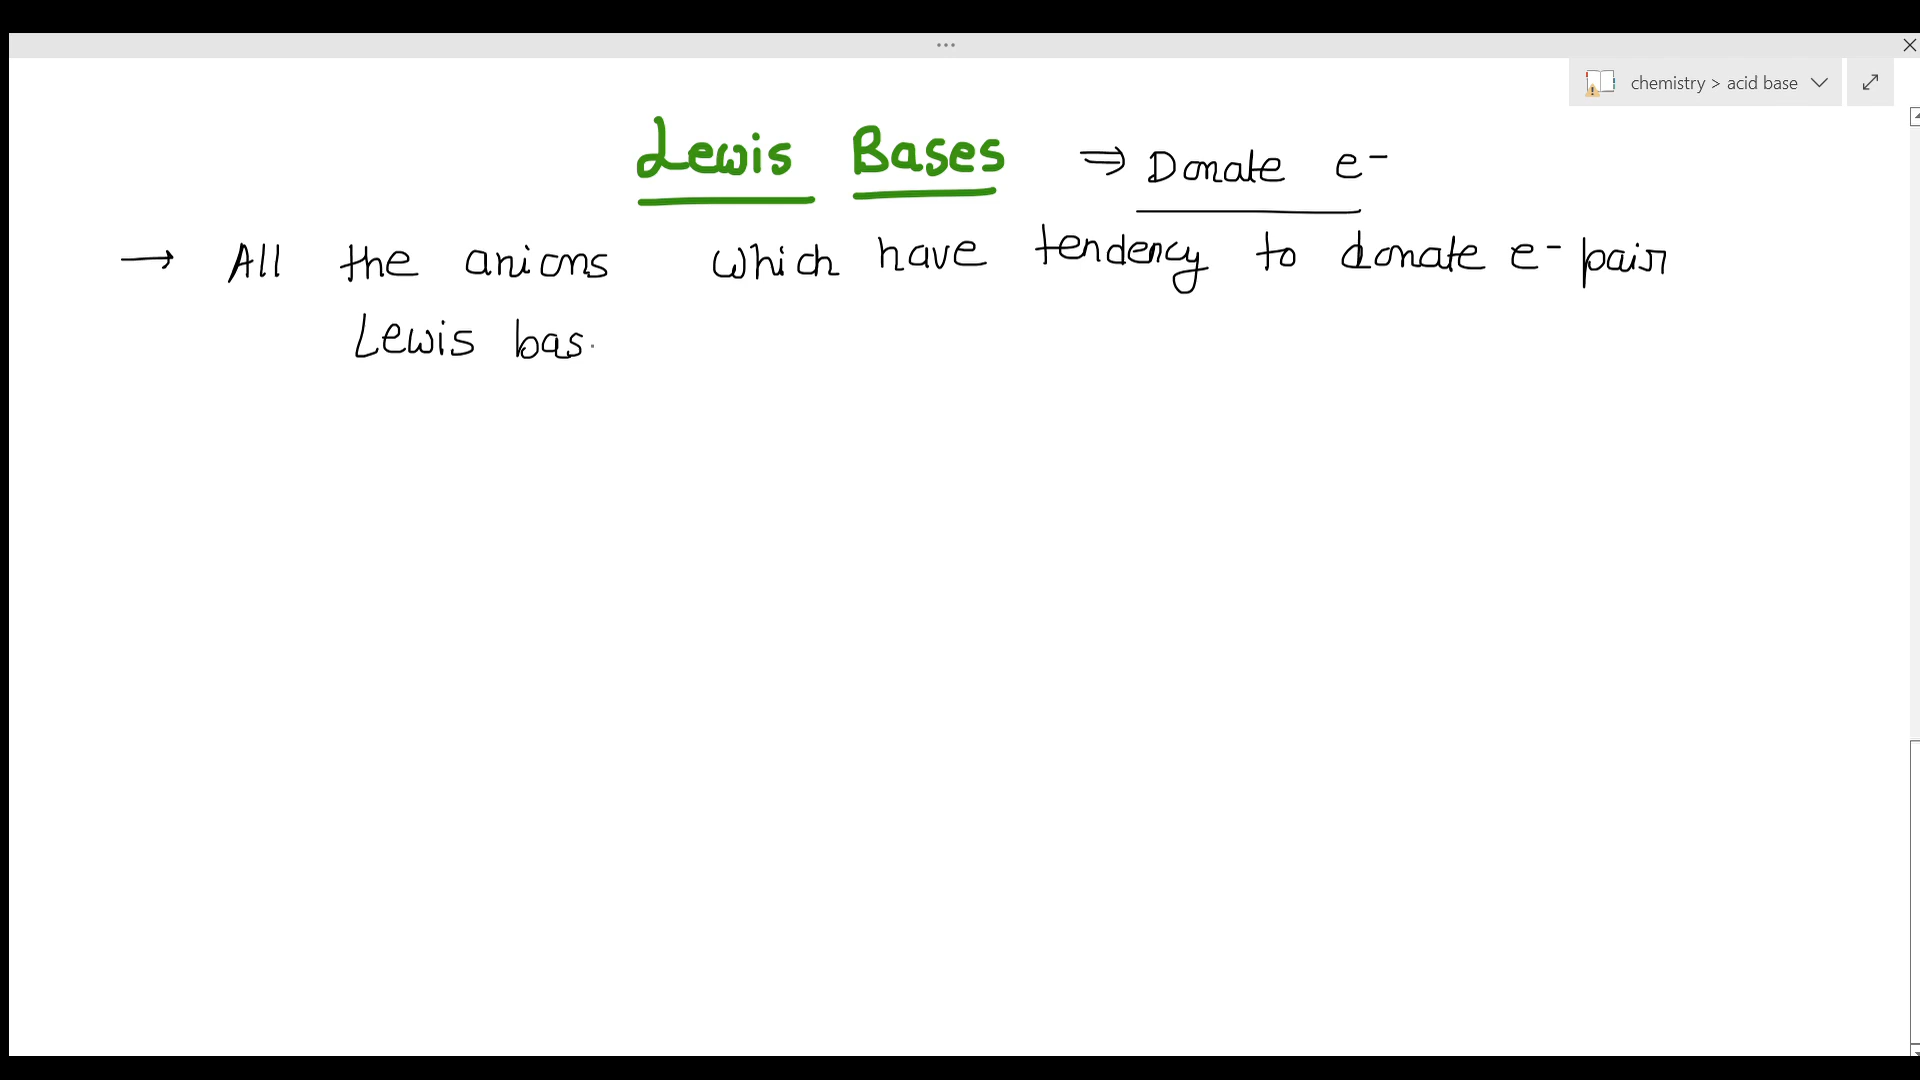 chemistry > acid base
Lewis Bases ⇒ Donate e⁻
→ All the anions which have tendency to donate e⁻ pair
Lewis bas